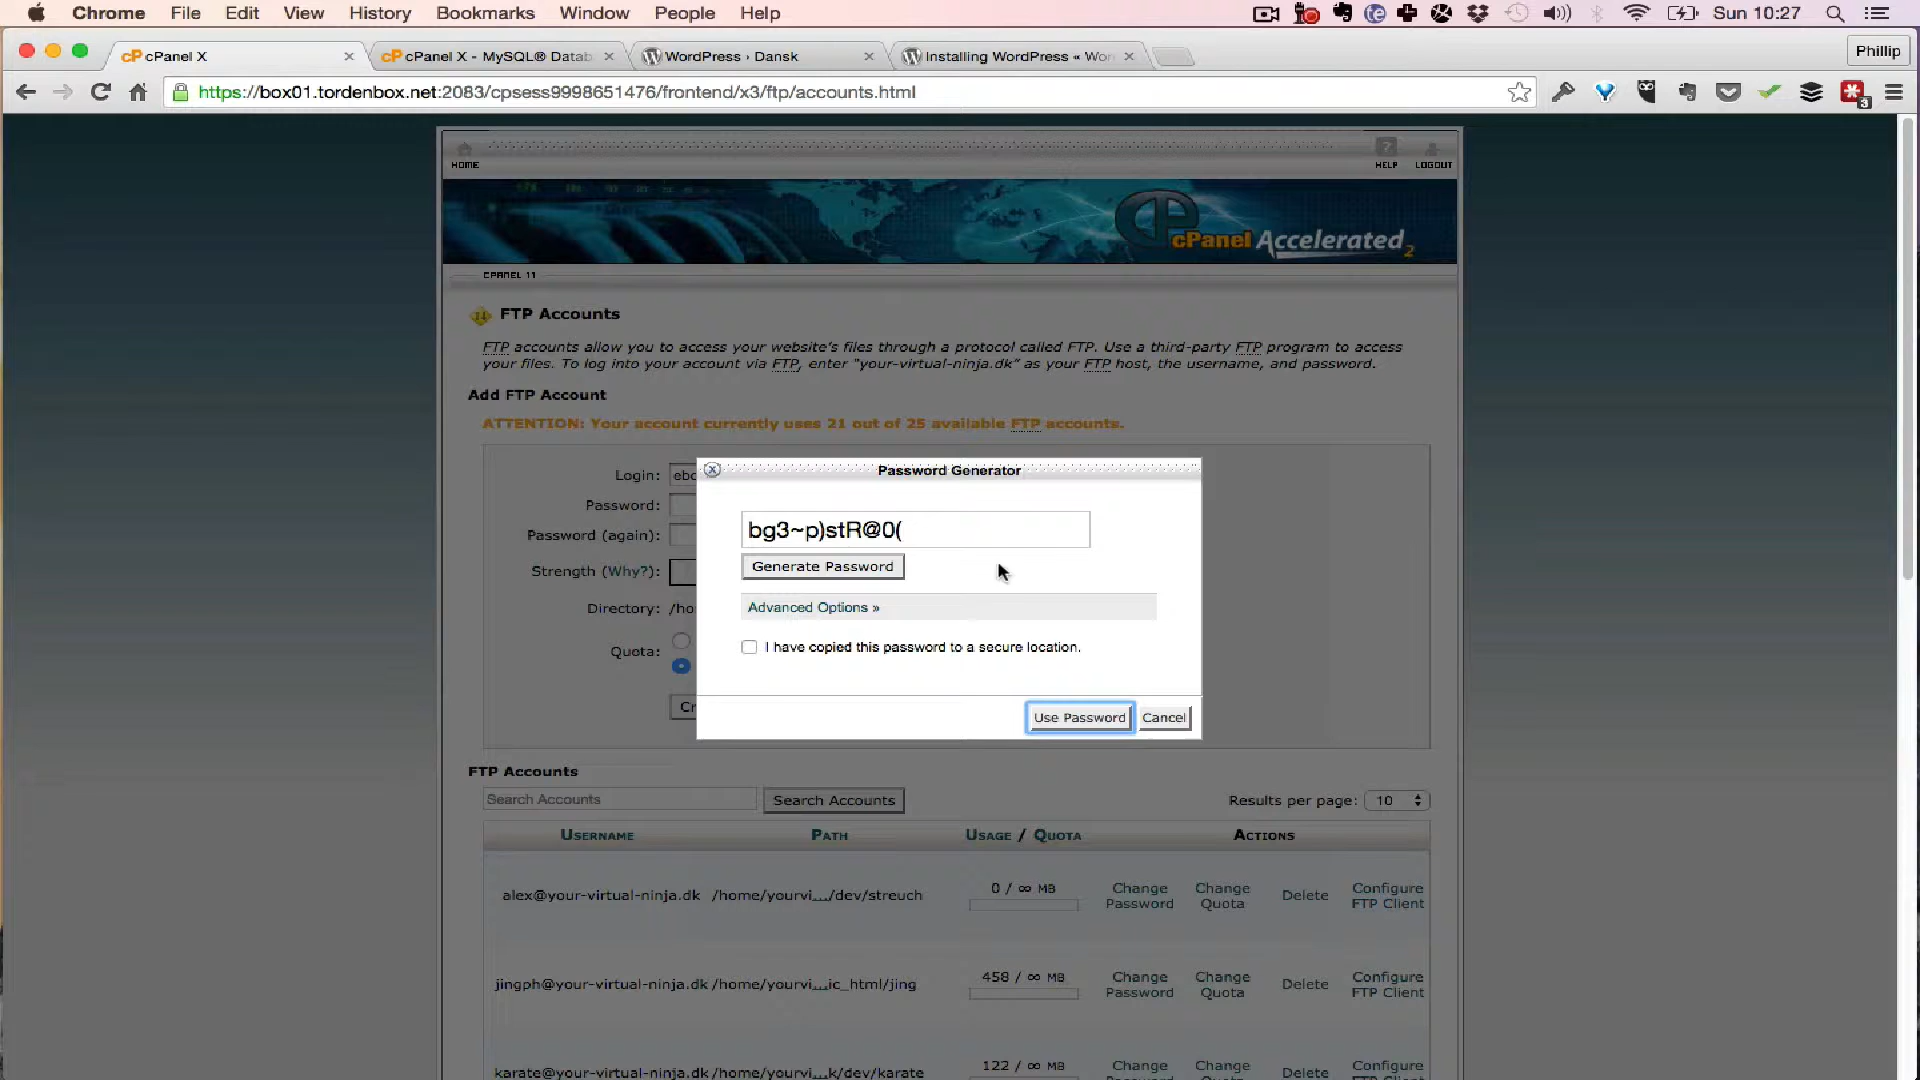 Chrome File Edit View History Bookmarks Window People Help Sun 10:27
cPanel X
cPanel X - MySQL® Datab
WordPress › Dansk
Installing WordPress « Wor
Phillip
https://box01.tordenbox.net:2083/cpsess9998651476/frontend/x3/ftp/accounts.html
3
HOME HELP LOGOUT
cPanel Accelerated2
CPANEL 11
FTP Accounts
FTP accounts allow you to access your website's files through a protocol called FTP. Use a third-party FTP program to access
your files. To log into your account via FTP, enter "your-virtual-ninja.dk" as your FTP host, the username, and password.
Add FTP Account
ATTENTION: Your account currently uses 21 out of 25 available FTP accounts.
Login: ebo
Password:
Password (again):
Strength (Why?):
Directory: /ho
Quota:
Cr
Password Generator
bg3~p)stR@0(
Generate Password
Advanced Options »
I have copied this password to a secure location.
Use Password Cancel
FTP Accounts
Search Accounts Search Accounts Results per page: 10
USERNAME PATH USAGE / QUOTA ACTIONS
alex@your-virtual-ninja.dk /home/yourvi.../dev/streuch 0 / ∞ MB Change Password Change Quota Delete Configure FTP Client
jingph@your-virtual-ninja.dk /home/yourvi...ic_html/jing 458 / ∞ MB Change Password Change Quota Delete Configure FTP Client
karate@your-virtual-ninja.dk /home/yourvi...k/dev/karate 122 / ∞ MB Change Password Change Quota Delete Configure FTP Client